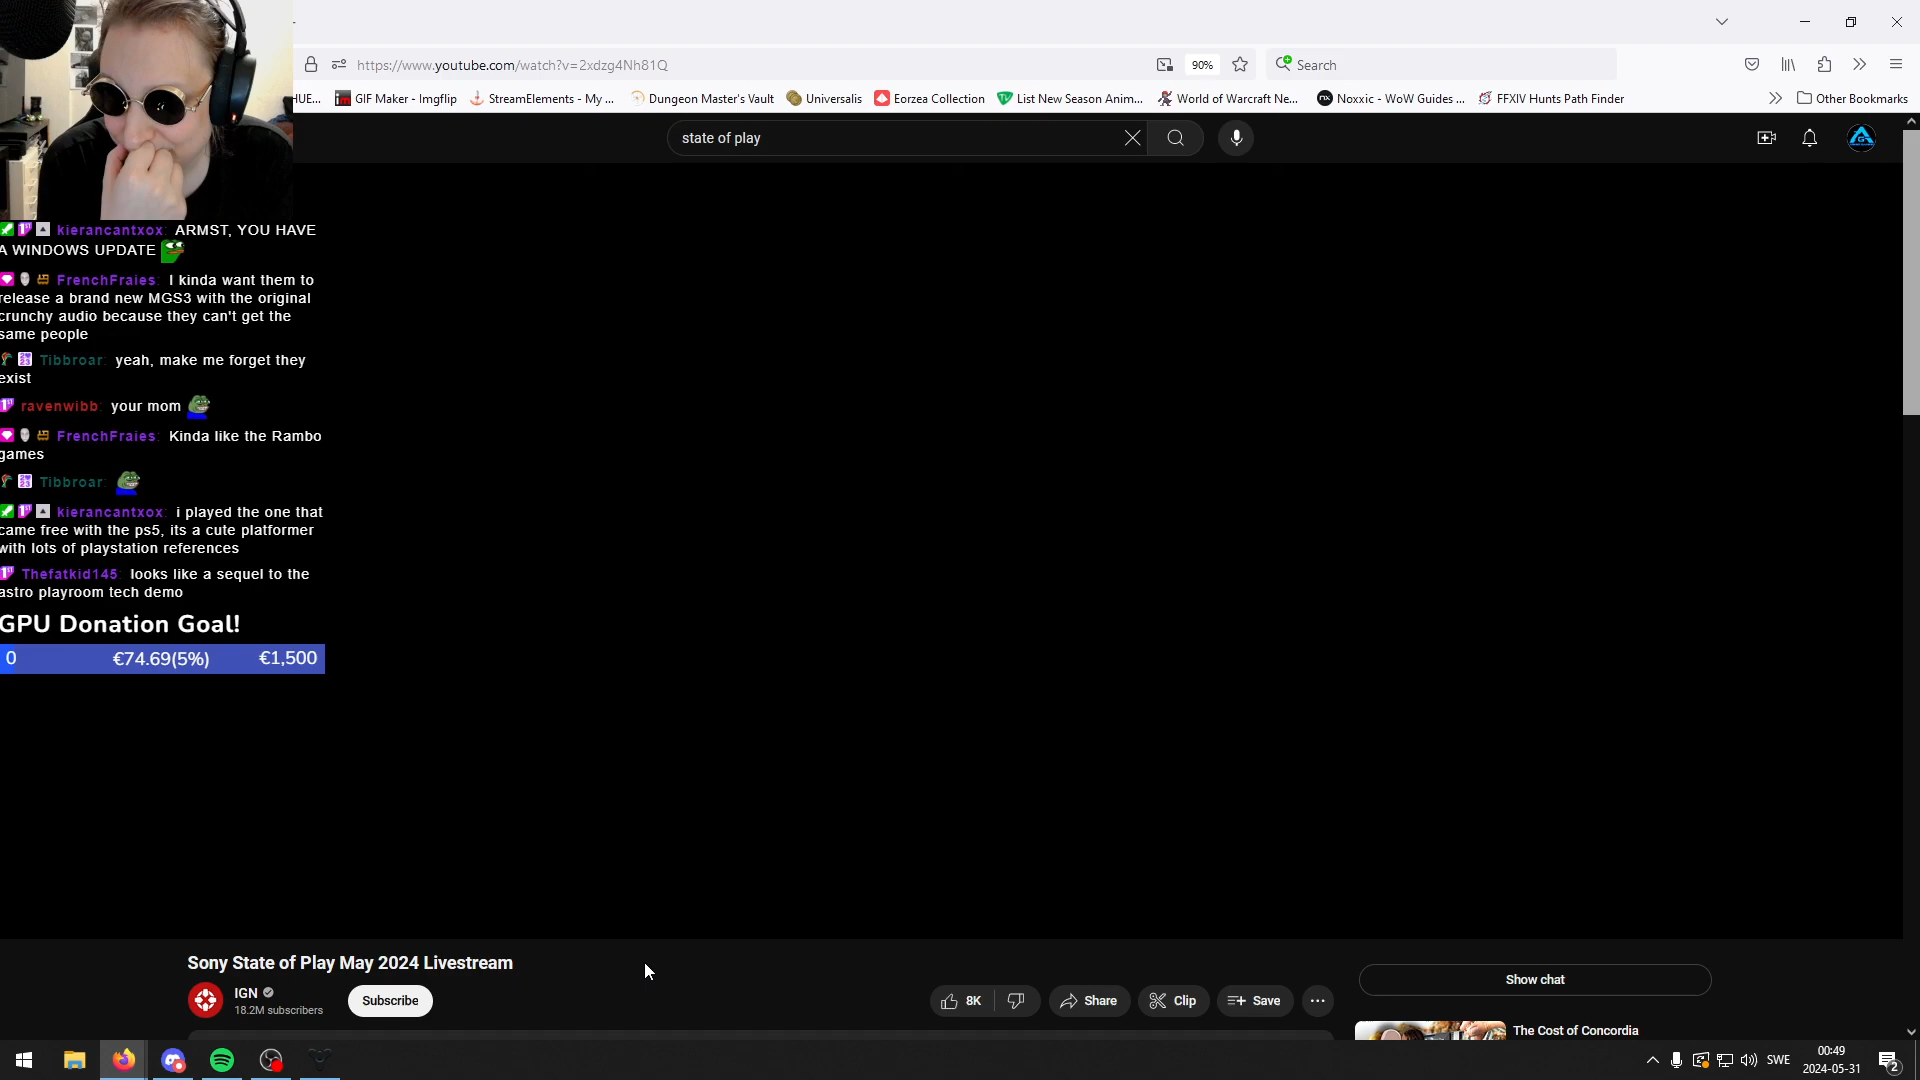 https://www.youtube.com/watch?v=2xdzg4Nh81Q
90%
Search
HUE...
GIF Maker - Imgflip
StreamElements - My ...
Dungeon Master's Vault
Universalis
Eorzea Collection
List New Season Anim...
World of Warcraft Ne...
Noxxic - WoW Guides ...
FFXIV Hunts Path Finder
Other Bookmarks
state of play
kierancantxox: ARMST, YOU HAVE
A WINDOWS UPDATE
FrenchFraies: I kinda want them to
release a brand new MGS3 with the original
crunchy audio because they can't get the
same people
Tibbroar: yeah, make me forget they
exist
ravenwibb: your mom
FrenchFraies: Kinda like the Rambo
games
Tibbroar:
kierancantxox: i played the one that
came free with the ps5, its a cute platformer
with lots of playstation references
Thefatkid145: looks like a sequel to the
astro playroom tech demo
GPU Donation Goal!
0 €74.69(5%) €1,500
Sony State of Play May 2024 Livestream
IGN
18.2M subscribers
Subscribe
8K
Share
Clip
Save
Show chat
The Cost of Concordia
SWE
00:49
2024-05-31
2